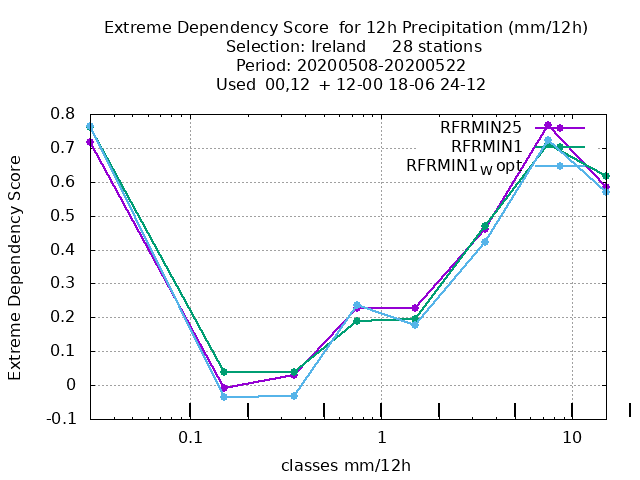 Extreme Dependency Score  for 12h Precipitation (mm/12h)
Selection: Ireland     28 stations
Period: 20200508-20200522
Used  00,12  + 12-00 18-06 24-12
RFRMIN25
RFRMIN1
RFRMIN1W opt
0.8
0.7
0.6
0.5
0.4
0.3
0.2
0.1
0
-0.1
Extreme Dependency Score
0.1 1 10
classes mm/12h